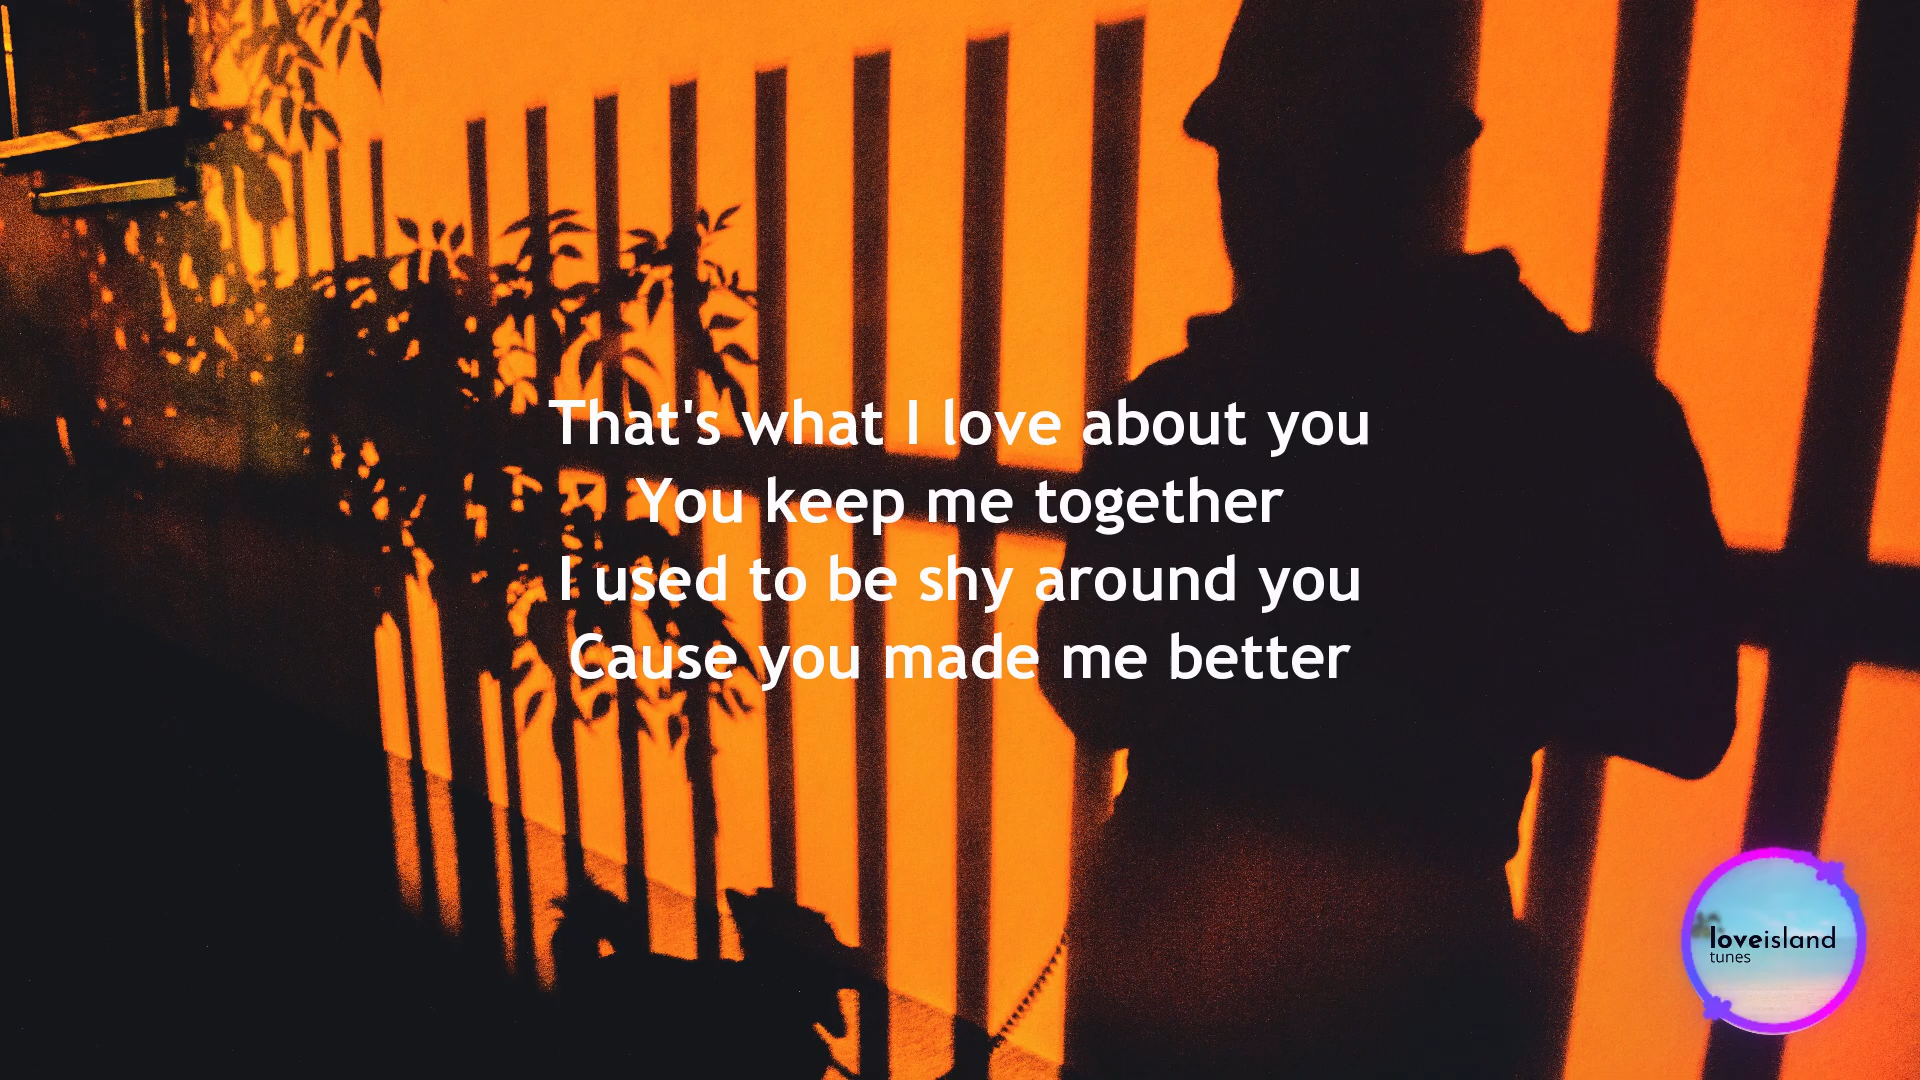 That's what I love about you
You keep me together
I used to be shy around you
Cause you made me better
loveisland
tunes